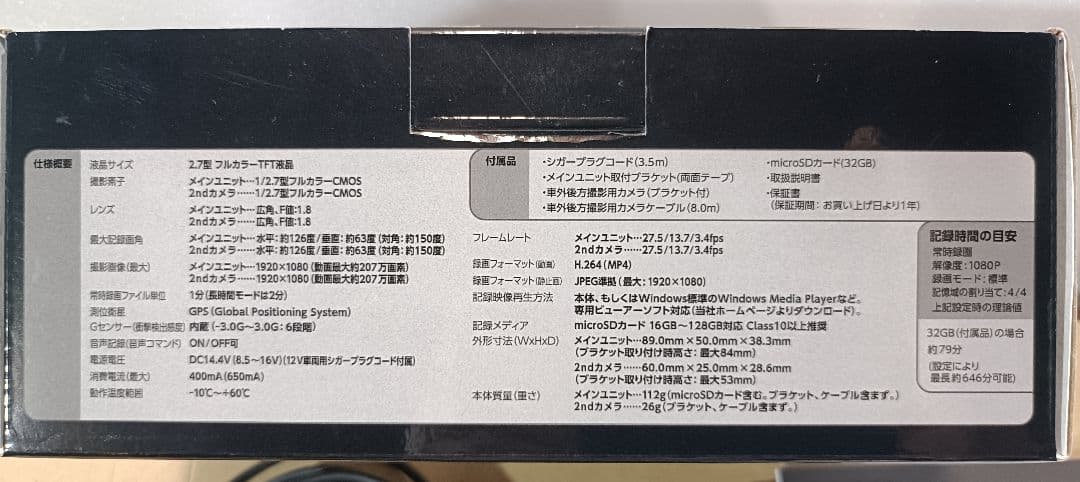 仕様概要
液晶サイズ 2.7型 フルカラーTFT液晶
撮影素子 メインユニット…1/2.7型フルカラーCMOS
2ndカメラ……1/2.7型フルカラーCMOS
レンズ メインユニット…広角、F値:1.8
2ndカメラ……広角、F値:1.8
最大記録画角 メインユニット…水平:約126度/垂直:約63度(対角:約150度)
2ndカメラ……水平:約126度/垂直:約63度(対角:約150度)
撮影画像(最大) メインユニット…1920×1080(動画最大約207万画素)
2ndカメラ……1920×1080(動画最大約207万画素)
常時録画ファイル単位 1分(長時間モードは2分)
測位衛星 GPS (Global Positioning System)
Gセンサー(衝撃検出感度) 内蔵(-3.0G~3.0G:6段階)
音声記録(音声コマンド) ON/OFF可
電源電圧 DC14.4V(8.5~16V)(12V車両用シガープラグコード付属)
消費電流(最大) 400mA(650mA)
動作温度範囲 -10℃~+60℃
付属品
・シガープラグコード(3.5m)
・メインユニット取付ブラケット(両面テープ)
・車外後方撮影用カメラ(ブラケット付)
・車外後方撮影用カメラケーブル(8.0m)
・microSDカード(32GB)
・取扱説明書
・保証書
(保証期間:お買い上げ日より1年)
フレームレート メインユニット…27.5/13.7/3.4fps
2ndカメラ……27.5/13.7/3.4fps
録画フォーマット(動画) H.264(MP4)
録画フォーマット(静止画) JPEG準拠(最大:1920×1080)
記録映像再生方法 本体、もしくはWindows標準のWindows Media Playerなど。
専用ビューアーソフト対応(当社ホームページよりダウンロード)。
記録メディア microSDカード 16GB~128GB対応 Class10以上推奨
外形寸法(W×H×D) メインユニット…89.0mm×50.0mm×38.3mm
(ブラケット取り付け時高さ:最大84mm)
2ndカメラ……60.0mm×25.0mm×28.6mm
(ブラケット取り付け時高さ:最大53mm)
本体質量(重さ) メインユニット…112g(microSDカード含む。ブラケット、ケーブル含まず。)
2ndカメラ……26g(ブラケット、ケーブル含まず。)
記録時間の目安
常時録画
解像度:1080P
録画モード:標準
記憶域の割り当て:4/4
上記設定時の理論値
32GB(付属品)の場合
約79分
(設定により
最長約646分可能)